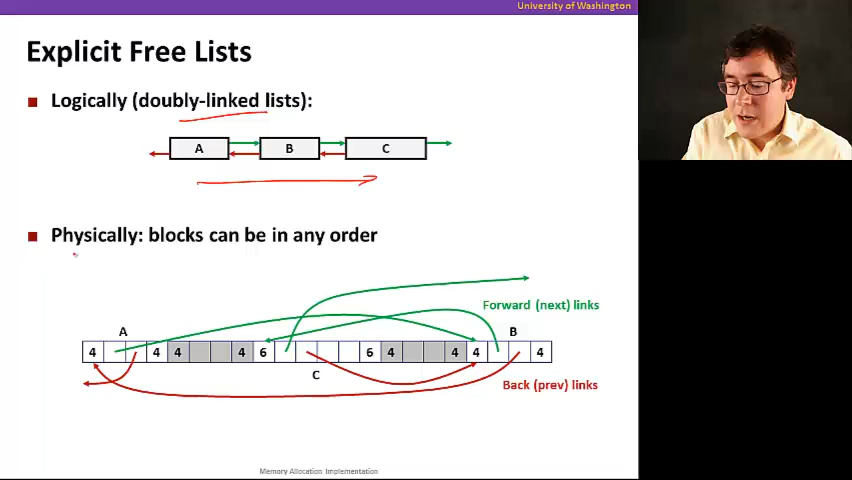 University of Washington
Explicit Free Lists
Logically (doubly-linked lists):
A B C
Physically: blocks can be in any order
Forward (next) links
A B
4 4 4 4 6 6 4 4 4 4
C
Back (prev) links
Memory Allocation Implementation